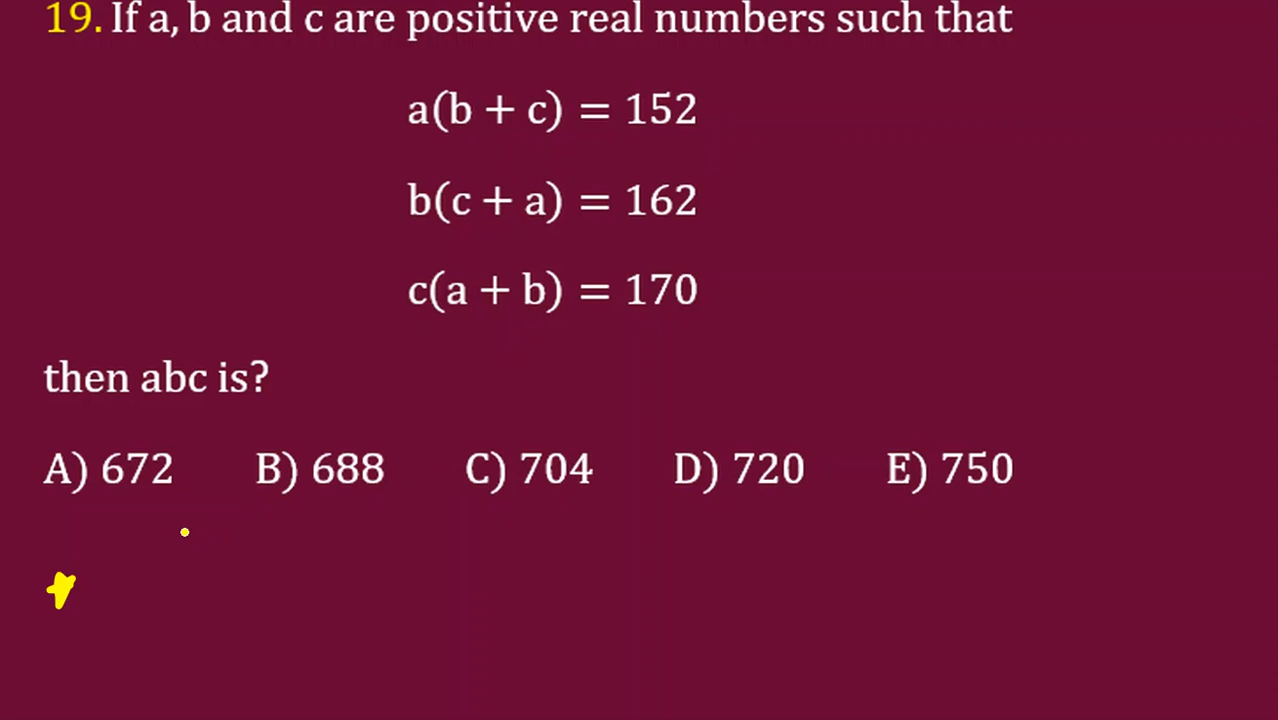 19. If a, b and c are positive real numbers such that
a(b + c) = 152
b(c + a) = 162
c(a + b) = 170
then abc is?
A) 672 B) 688 C) 704 D) 720 E) 750